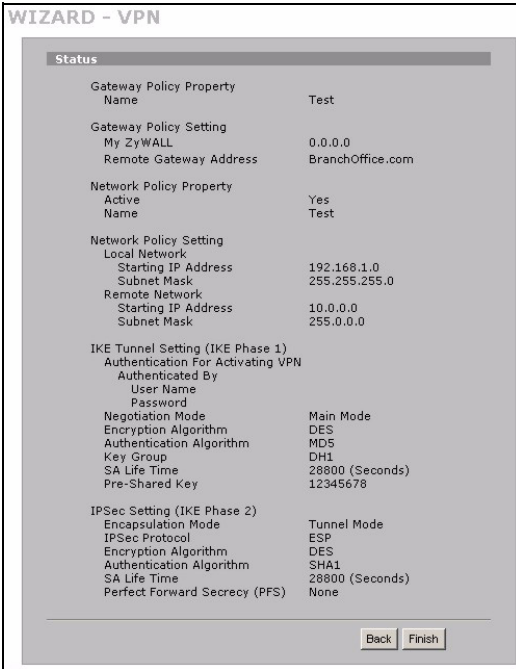 WIZARD - VPN
Status
Gateway Policy Property
Name Test
Gateway Policy Setting
My ZyWALL 0.0.0.0
Remote Gateway Address BranchOffice.com
Network Policy Property
Active Yes
Name Test
Network Policy Setting
Local Network
Starting IP Address 192.168.1.0
Subnet Mask 255.255.255.0
Remote Network
Starting IP Address 10.0.0.0
Subnet Mask 255.0.0.0
IKE Tunnel Setting (IKE Phase 1)
Authentication For Activating VPN
Authenticated By
User Name
Password
Negotiation Mode Main Mode
Encryption Algorithm DES
Authentication Algorithm MD5
Key Group DH1
SA Life Time 28800 (Seconds)
Pre-Shared Key 12345678
IPSec Setting (IKE Phase 2)
Encapsulation Mode Tunnel Mode
IPSec Protocol ESP
Encryption Algorithm DES
Authentication Algorithm SHA1
SA Life Time 28800 (Seconds)
Perfect Forward Secrecy (PFS) None
Back Finish